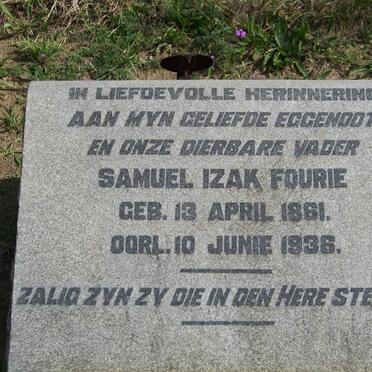 IN LIEFDEVOLLE HERINNERING
AAN MYN GELIEFDE EGGENOOT
EN ONZE DIERBARE VADER
SAMUEL IZAK FOURIE
GEB. 13 APRIL 1861.
OORL. 10 JUNIE 1936.
ZALIG ZYN ZY DIE IN DEN HERE STE